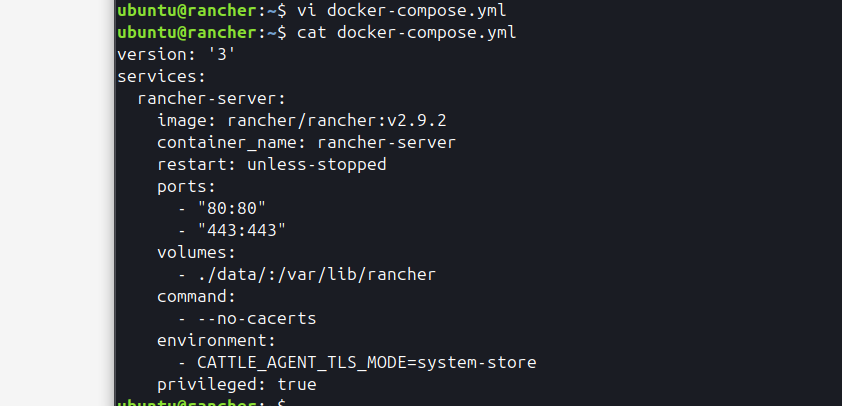 ubuntu@rancher:~$ vi docker-compose.yml
ubuntu@rancher:~$ cat docker-compose.yml
version: '3'
services:
  rancher-server:
    image: rancher/rancher:v2.9.2
    container_name: rancher-server
    restart: unless-stopped
    ports:
      - "80:80"
      - "443:443"
    volumes:
      - ./data/:/var/lib/rancher
    command:
      - --no-cacerts
    environment:
      - CATTLE_AGENT_TLS_MODE=system-store
    privileged: true
ubuntu@rancher:~$